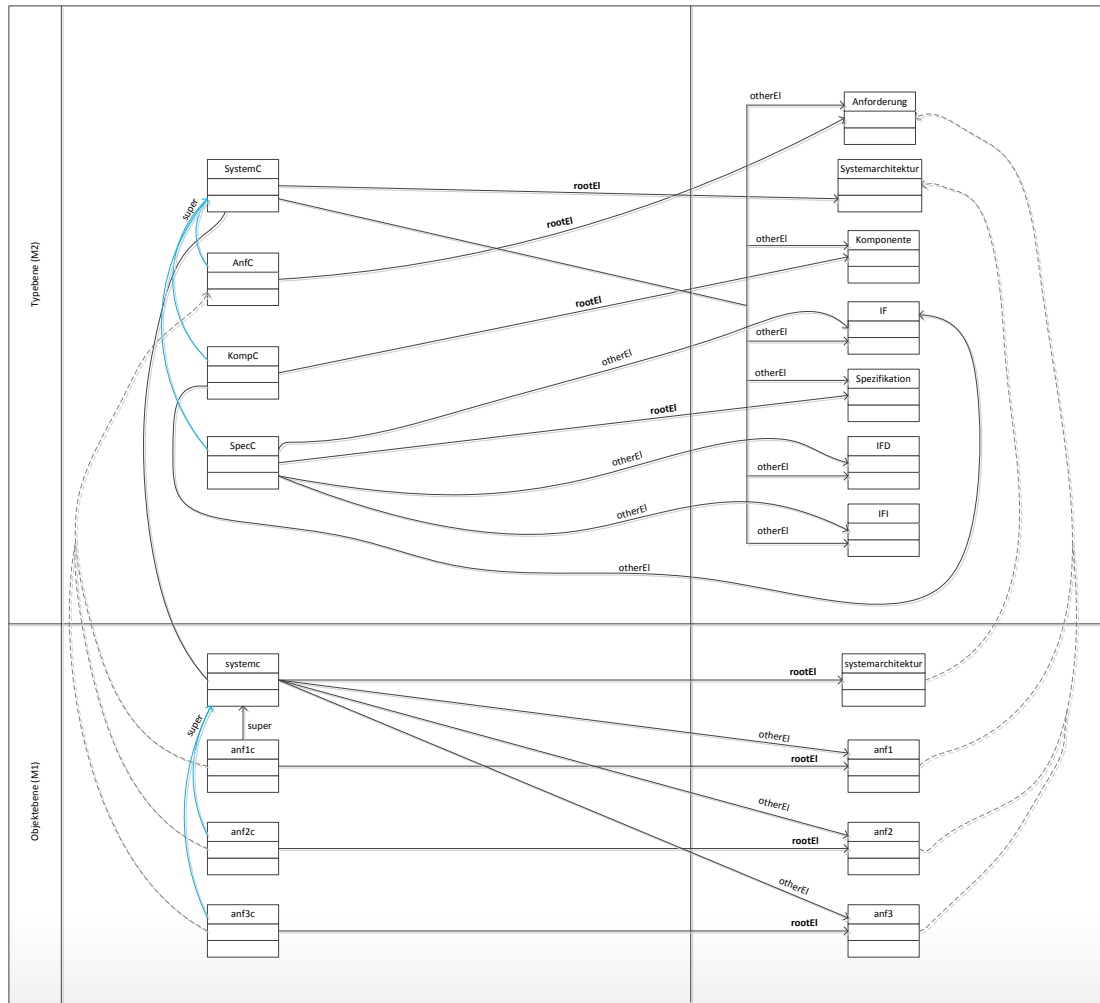 Typebene (M2)
otherEl
Anforderung
SystemC
rootEl
Systemarchitektur
super
rootEl
otherEl
Komponente
AnfC
rootEl
IF
otherEl
otherEl
KompC
otherEl
Spezifikation
rootEl
SpecC
otherEl
IFD
otherEl
otherEl
IFI
otherEl
otherEl
Objektebene (M1)
systemc
rootEl
systemarchitektur
super
super
otherEl
anf1c
rootEl
anf1
otherEl
anf2c
rootEl
anf2
otherEl
anf3c
rootEl
anf3